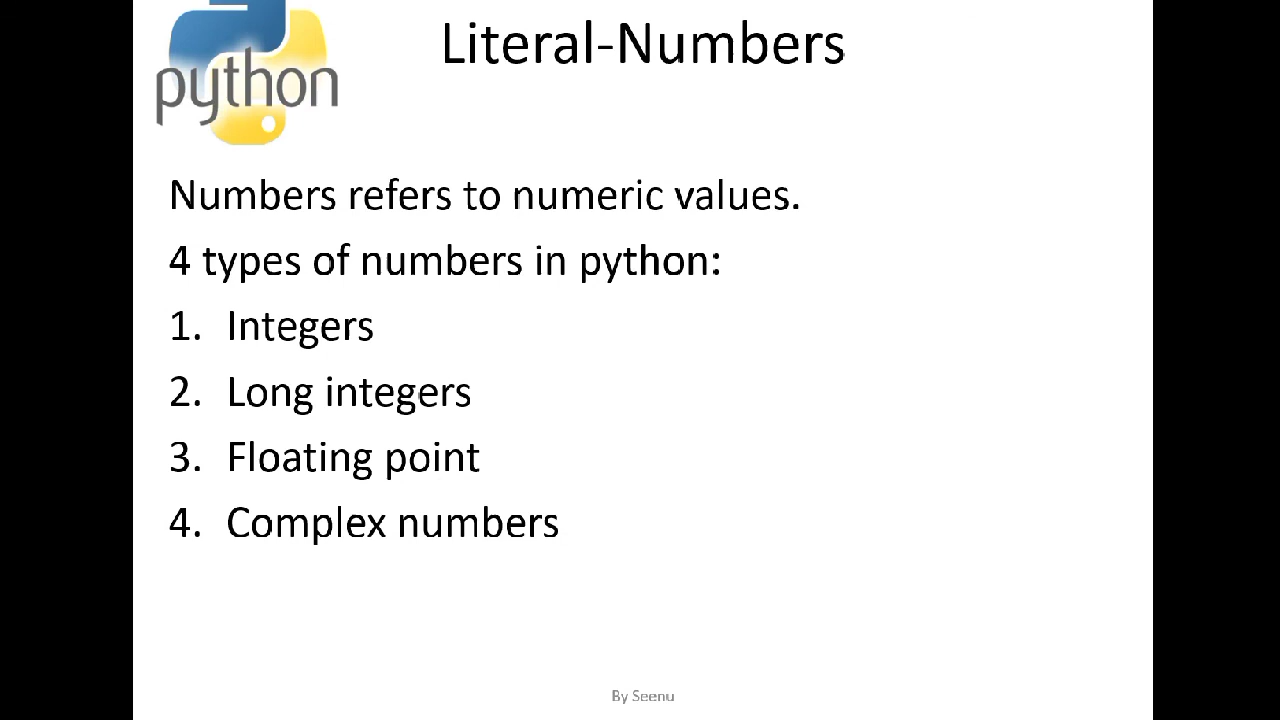 python
Literal-Numbers
Numbers refers to numeric values.
4 types of numbers in python:
1. Integers
2. Long integers
3. Floating point
4. Complex numbers
By Seenu